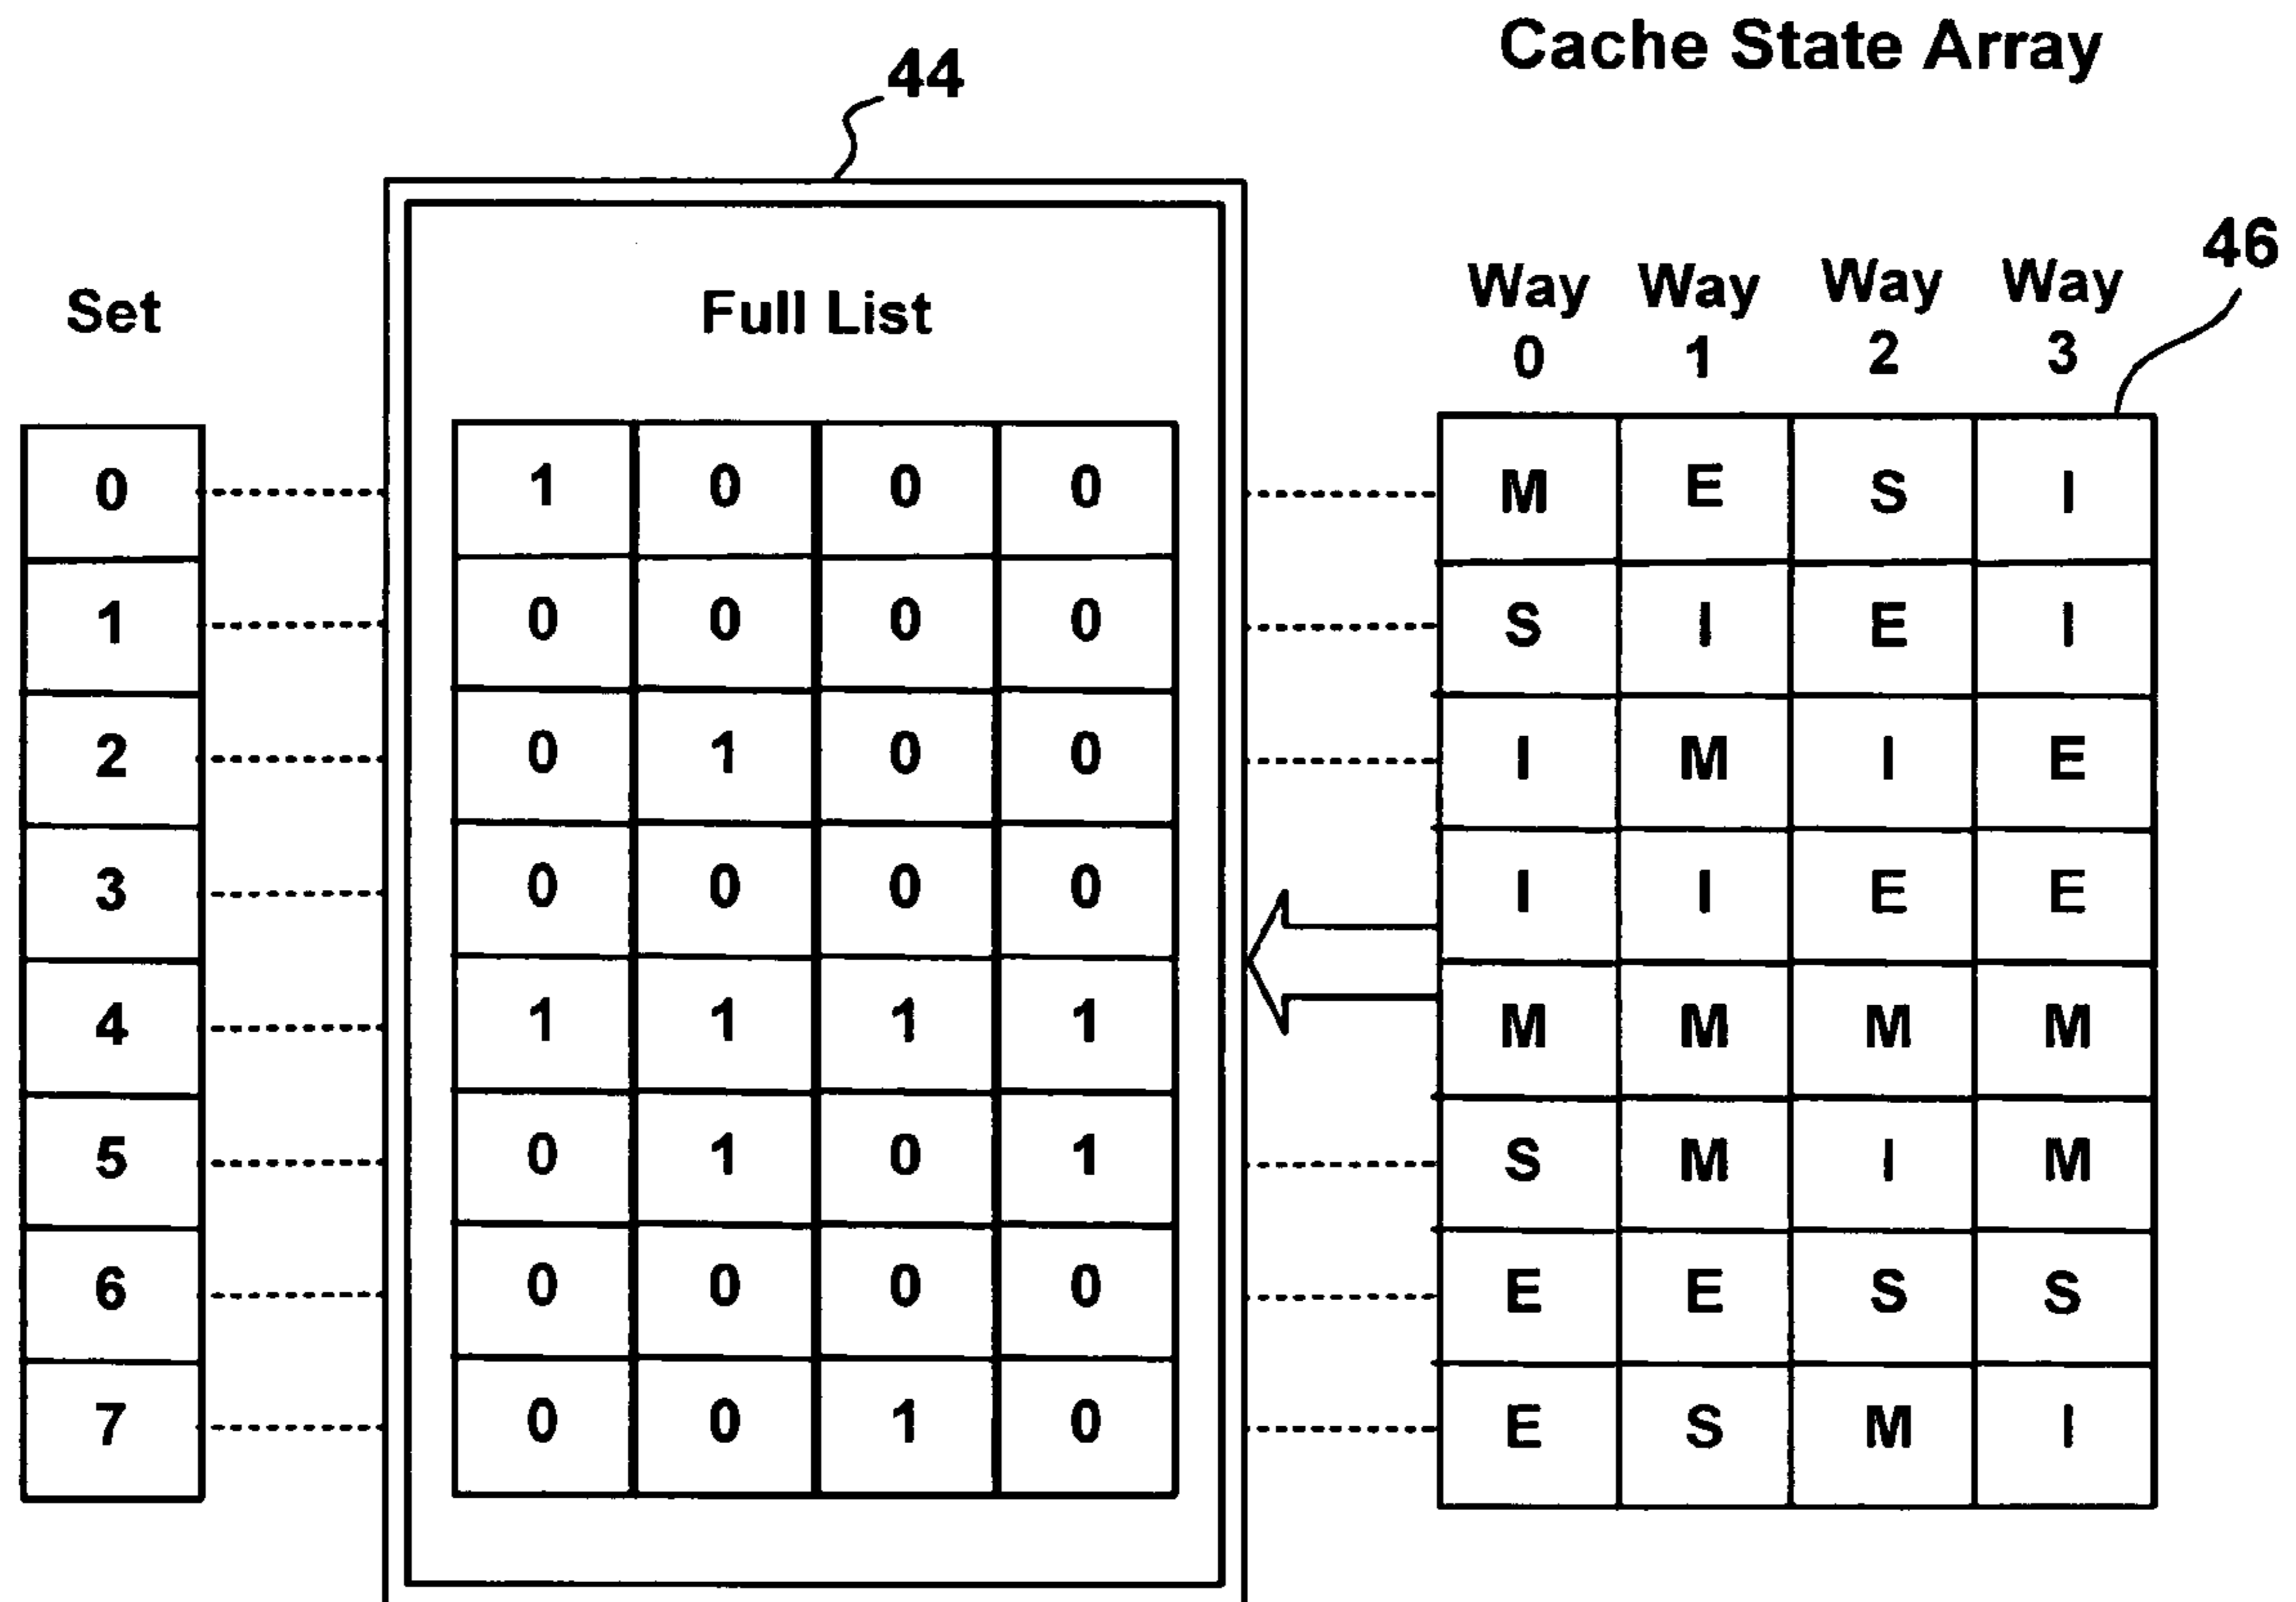 Cache State Array
44
46
Set
Full List
Way Way Way Way
0 1 2 3
0 1 0 0 0 M E S I
1 0 0 0 0 S I E I
2 0 1 0 0 I M I E
3 0 0 0 0 I I E E
4 1 1 1 1 M M M M
5 0 1 0 1 S M I M
6 0 0 0 0 E E S S
7 0 0 1 0 E S M I